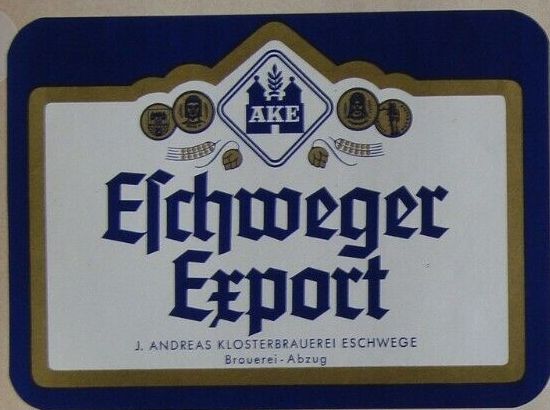 AKE
Eſchweger
Export
J. ANDREAS KLOSTERBRAUEREI ESCHWEGE
Brauerei-Abzug